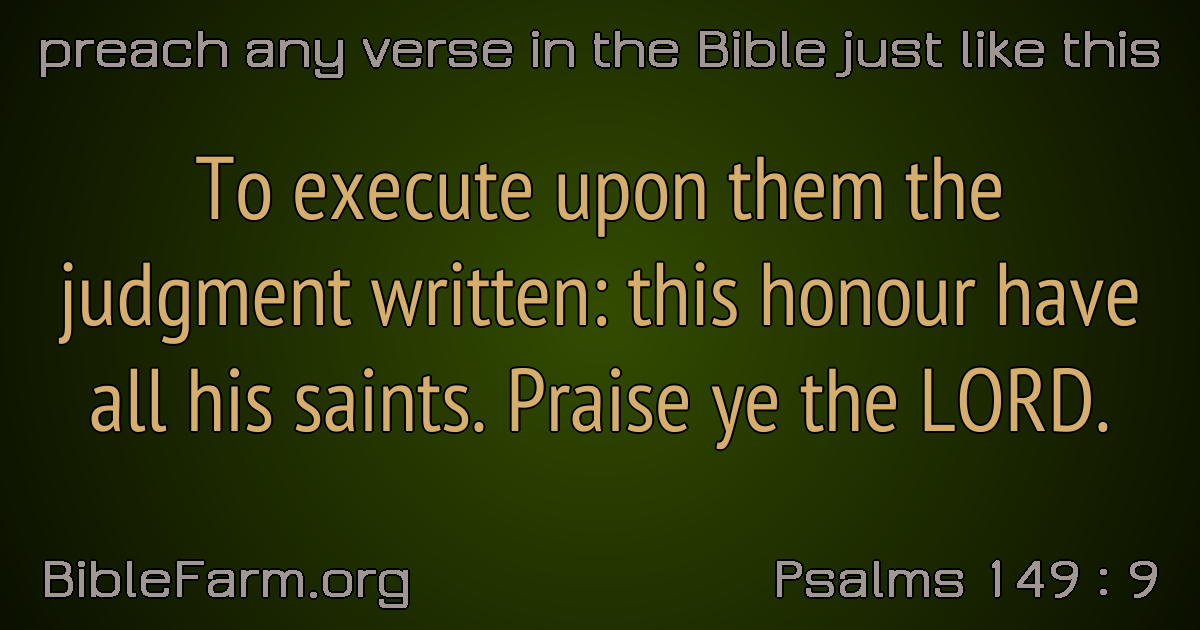 preach any verse in the Bible just like this
To execute upon them the
judgment written: this honour have
all his saints. Praise ye the LORD.
BibleFarm.org
Psalms 149 : 9